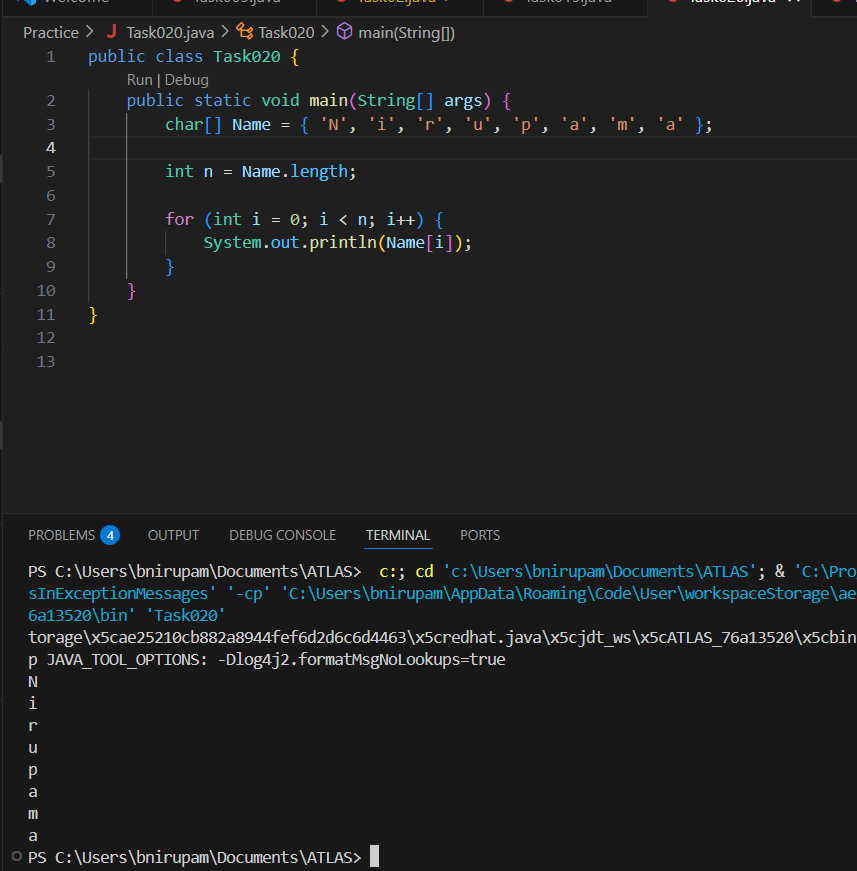 Practice > J Task020.java > Task020 > main(String[])
1 public class Task020 {
Run | Debug
2 public static void main(String[] args) {
3 char[] Name = { 'N', 'i', 'r', 'u', 'p', 'a', 'm', 'a' };
4
5 int n = Name.length;
6
7 for (int i = 0; i < n; i++) {
8 System.out.println(Name[i]);
9 }
10 }
11 }
12
13
PROBLEMS 4 OUTPUT DEBUG CONSOLE TERMINAL PORTS
PS C:\Users\bnirupam\Documents\ATLAS> c:; cd 'c:\Users\bnirupam\Documents\ATLAS'; & 'C:\Pro
sInExceptionMessages' '-cp' 'C:\Users\bnirupam\AppData\Roaming\Code\User\workspaceStorage\ae
6a13520\bin' 'Task020'
torage\x5cae25210cb882a8944fef6d2d6c6d4463\x5credhat.java\x5cjdt_ws\x5cATLAS_76a13520\x5cbin
p JAVA_TOOL_OPTIONS: -Dlog4j2.formatMsgNoLookups=true
N
i
r
u
p
a
m
a
PS C:\Users\bnirupam\Documents\ATLAS>